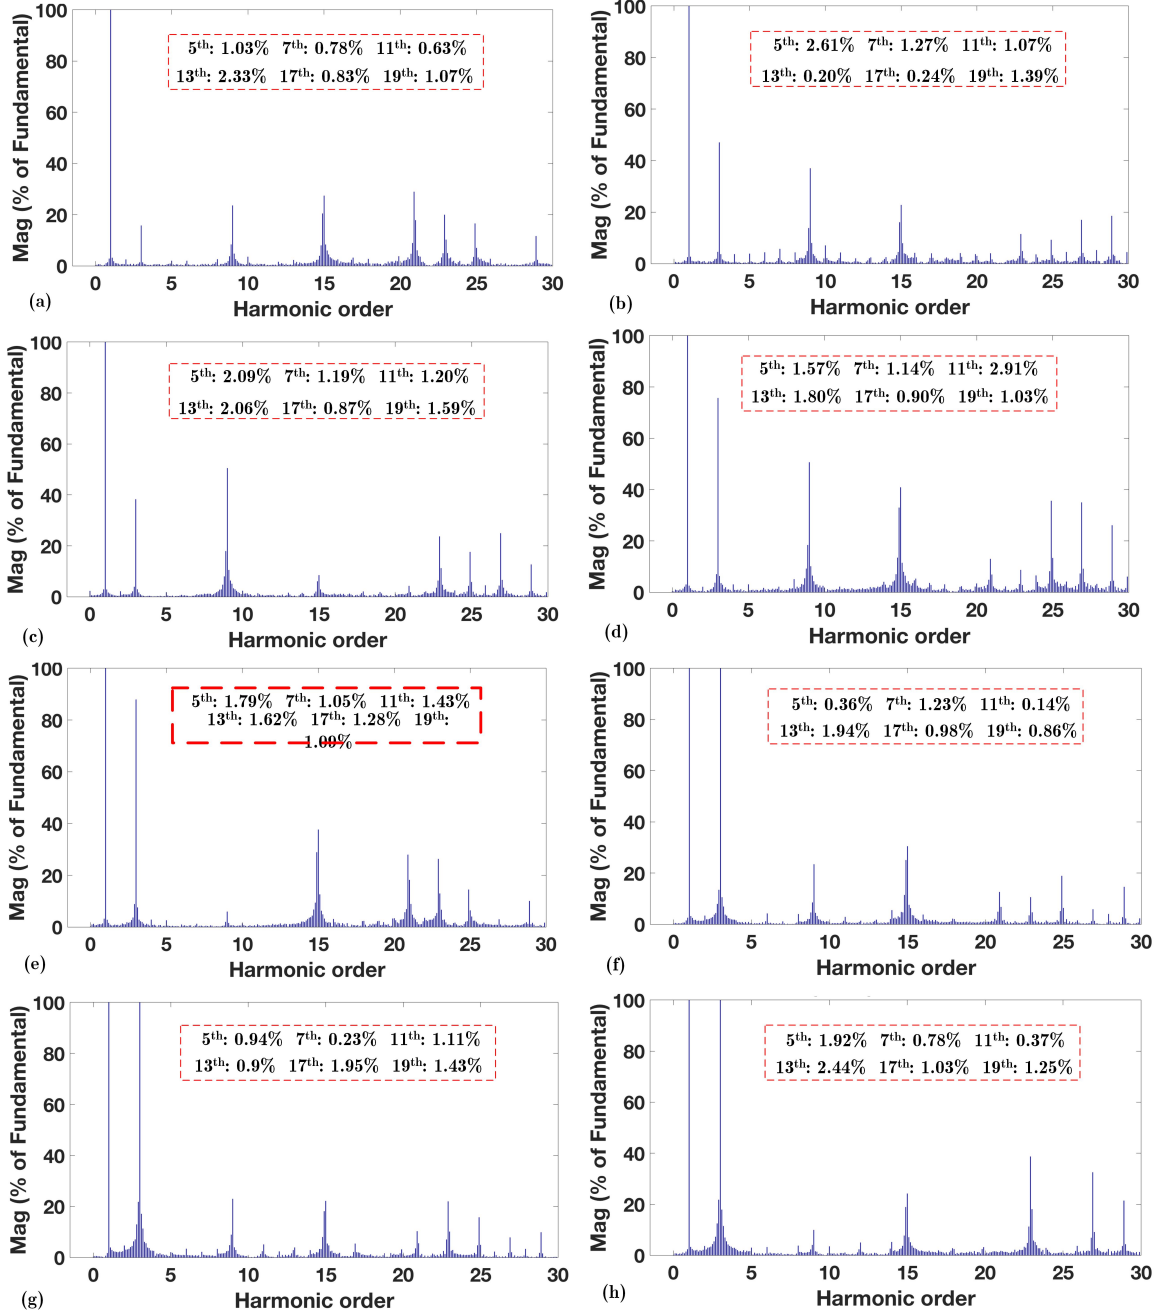 Mag (% of Fundamental)
100
80
60
40
20
0
5ᵗʰ: 1.03% 7ᵗʰ: 0.78% 11ᵗʰ: 0.63%
13ᵗʰ: 2.33% 17ᵗʰ: 0.83% 19ᵗʰ: 1.07%
0 5 10 15 20 25 30
Harmonic order
(a)
Mag (% of Fundamental)
100
80
60
40
20
0
5ᵗʰ: 2.61% 7ᵗʰ: 1.27% 11ᵗʰ: 1.07%
13ᵗʰ: 0.20% 17ᵗʰ: 0.24% 19ᵗʰ: 1.39%
0 5 10 15 20 25 30
Harmonic order
(b)
Mag (% of Fundamental)
100
80
60
40
20
0
5ᵗʰ: 2.09% 7ᵗʰ: 1.19% 11ᵗʰ: 1.20%
13ᵗʰ: 2.06% 17ᵗʰ: 0.87% 19ᵗʰ: 1.59%
0 5 10 15 20 25 30
Harmonic order
(c)
Mag (% of Fundamental)
100
80
60
40
20
0
5ᵗʰ: 1.57% 7ᵗʰ: 1.14% 11ᵗʰ: 2.91%
13ᵗʰ: 1.80% 17ᵗʰ: 0.90% 19ᵗʰ: 1.03%
0 5 10 15 20 25 30
Harmonic order
(d)
Mag (% of Fundamental)
100
80
60
40
20
0
5ᵗʰ: 1.79% 7ᵗʰ: 1.05% 11ᵗʰ: 1.43%
13ᵗʰ: 1.62% 17ᵗʰ: 1.28% 19ᵗʰ:
1.09%
0 5 10 15 20 25 30
Harmonic order
(e)
Mag (% of Fundamental)
100
80
60
40
20
0
5ᵗʰ: 0.36% 7ᵗʰ: 1.23% 11ᵗʰ: 0.14%
13ᵗʰ: 1.94% 17ᵗʰ: 0.98% 19ᵗʰ: 0.86%
0 5 10 15 20 25 30
Harmonic order
(f)
Mag (% of Fundamental)
100
80
60
40
20
0
5ᵗʰ: 0.94% 7ᵗʰ: 0.23% 11ᵗʰ: 1.11%
13ᵗʰ: 0.9% 17ᵗʰ: 1.95% 19ᵗʰ: 1.43%
0 5 10 15 20 25 30
Harmonic order
(g)
Mag (% of Fundamental)
100
80
60
40
20
0
5ᵗʰ: 1.92% 7ᵗʰ: 0.78% 11ᵗʰ: 0.37%
13ᵗʰ: 2.44% 17ᵗʰ: 1.03% 19ᵗʰ: 1.25%
0 5 10 15 20 25 30
Harmonic order
(h)